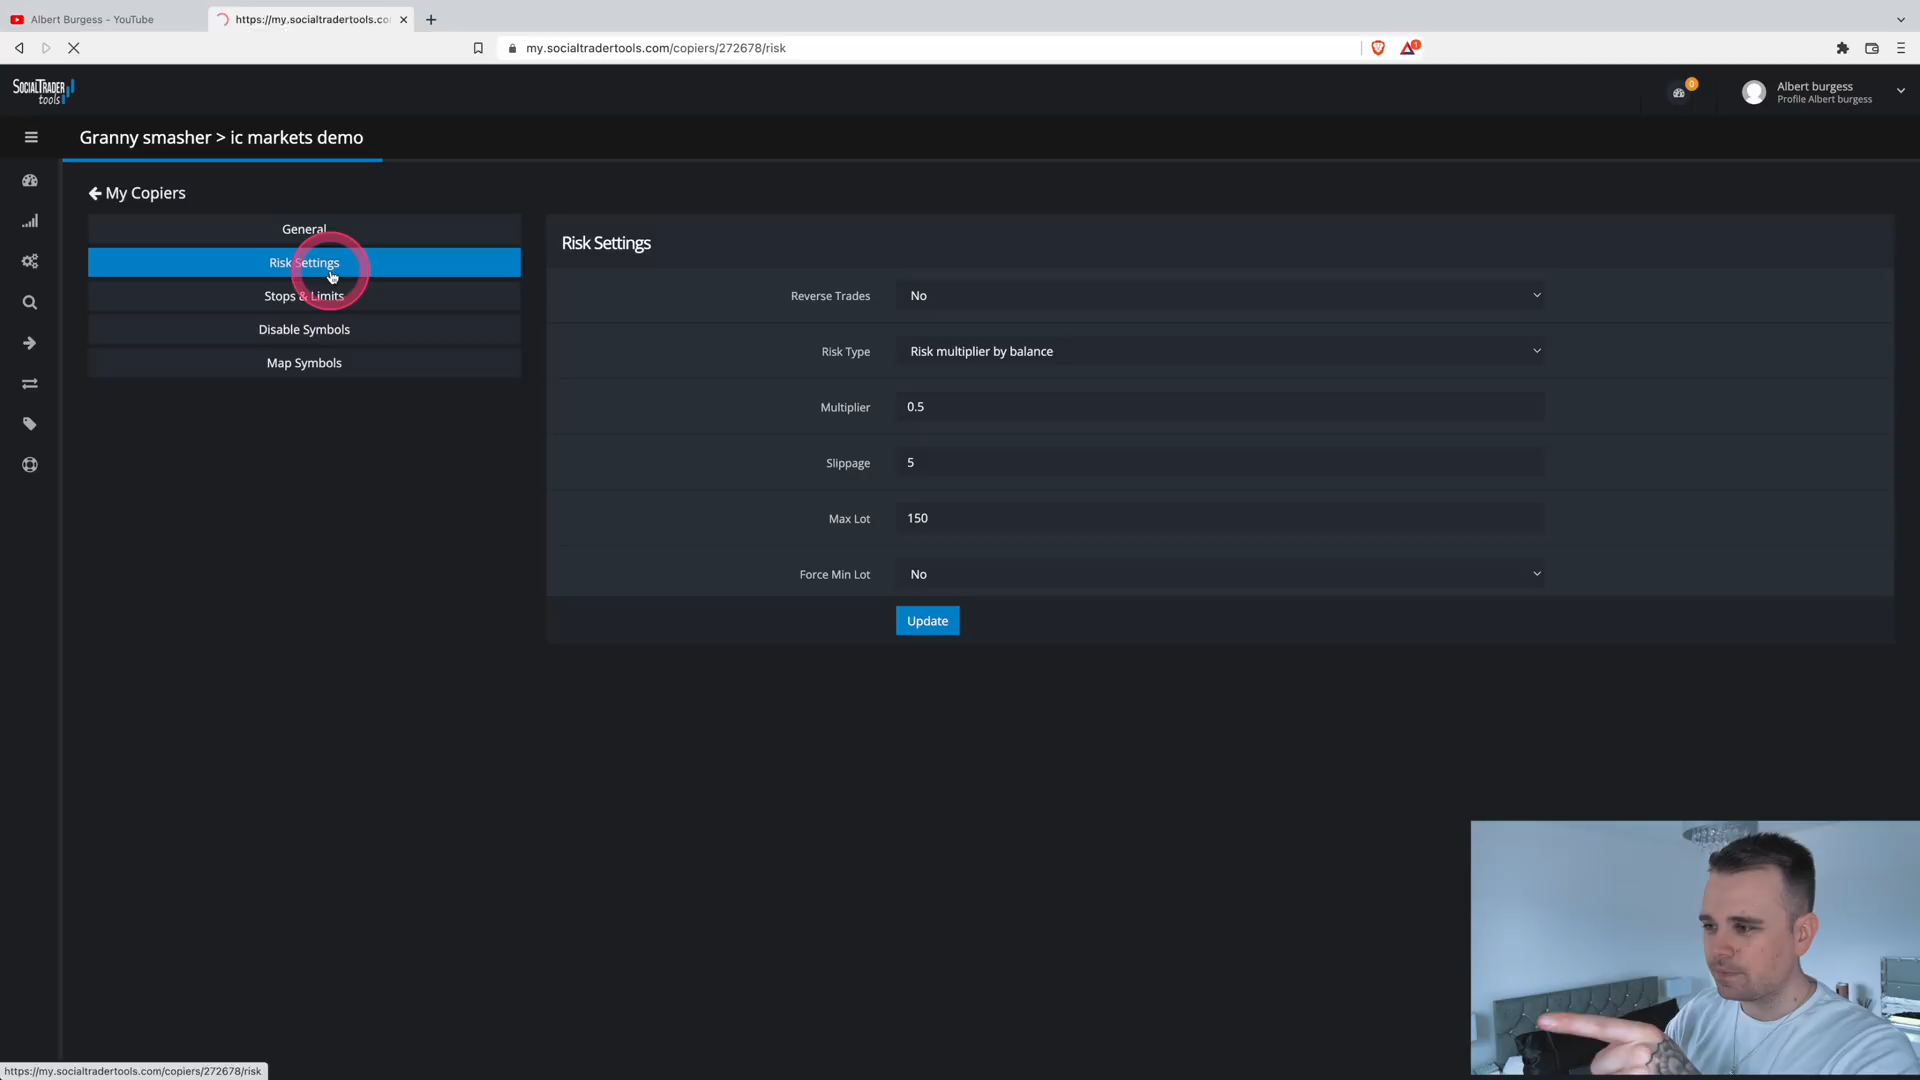 Albert Burgess - YouTube
https://my.socialtradertools.co
my.socialtradertools.com/copiers/272678/risk
1
SOCIALTRADER
tools
0
Albert burgess
Profile Albert burgess
Granny smasher > ic markets demo
My Copiers
General
Risk Settings
Stops & Limits
Disable Symbols
Map Symbols
Risk Settings
Reverse Trades No
Risk Type Risk multiplier by balance
Multiplier 0.5
Slippage 5
Max Lot 150
Force Min Lot No
Update
https://my.socialtradertools.com/copiers/272678/risk